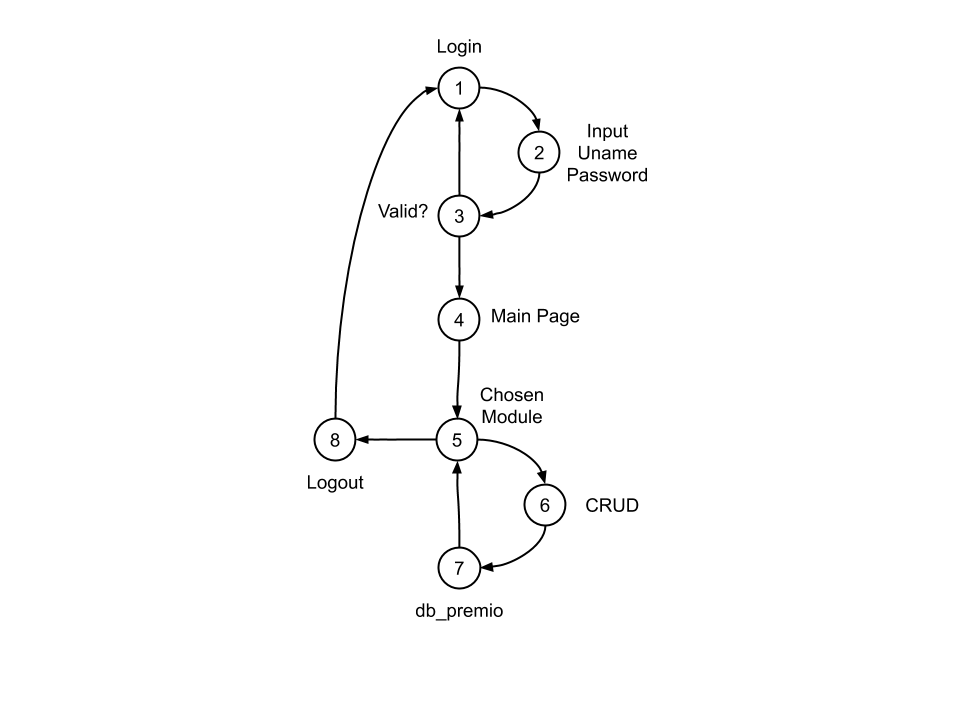 Login
1
2
Input
Uname
Password
Valid?
3
4
Main Page
Chosen
Module
8
5
Logout
6
CRUD
7
db_premio